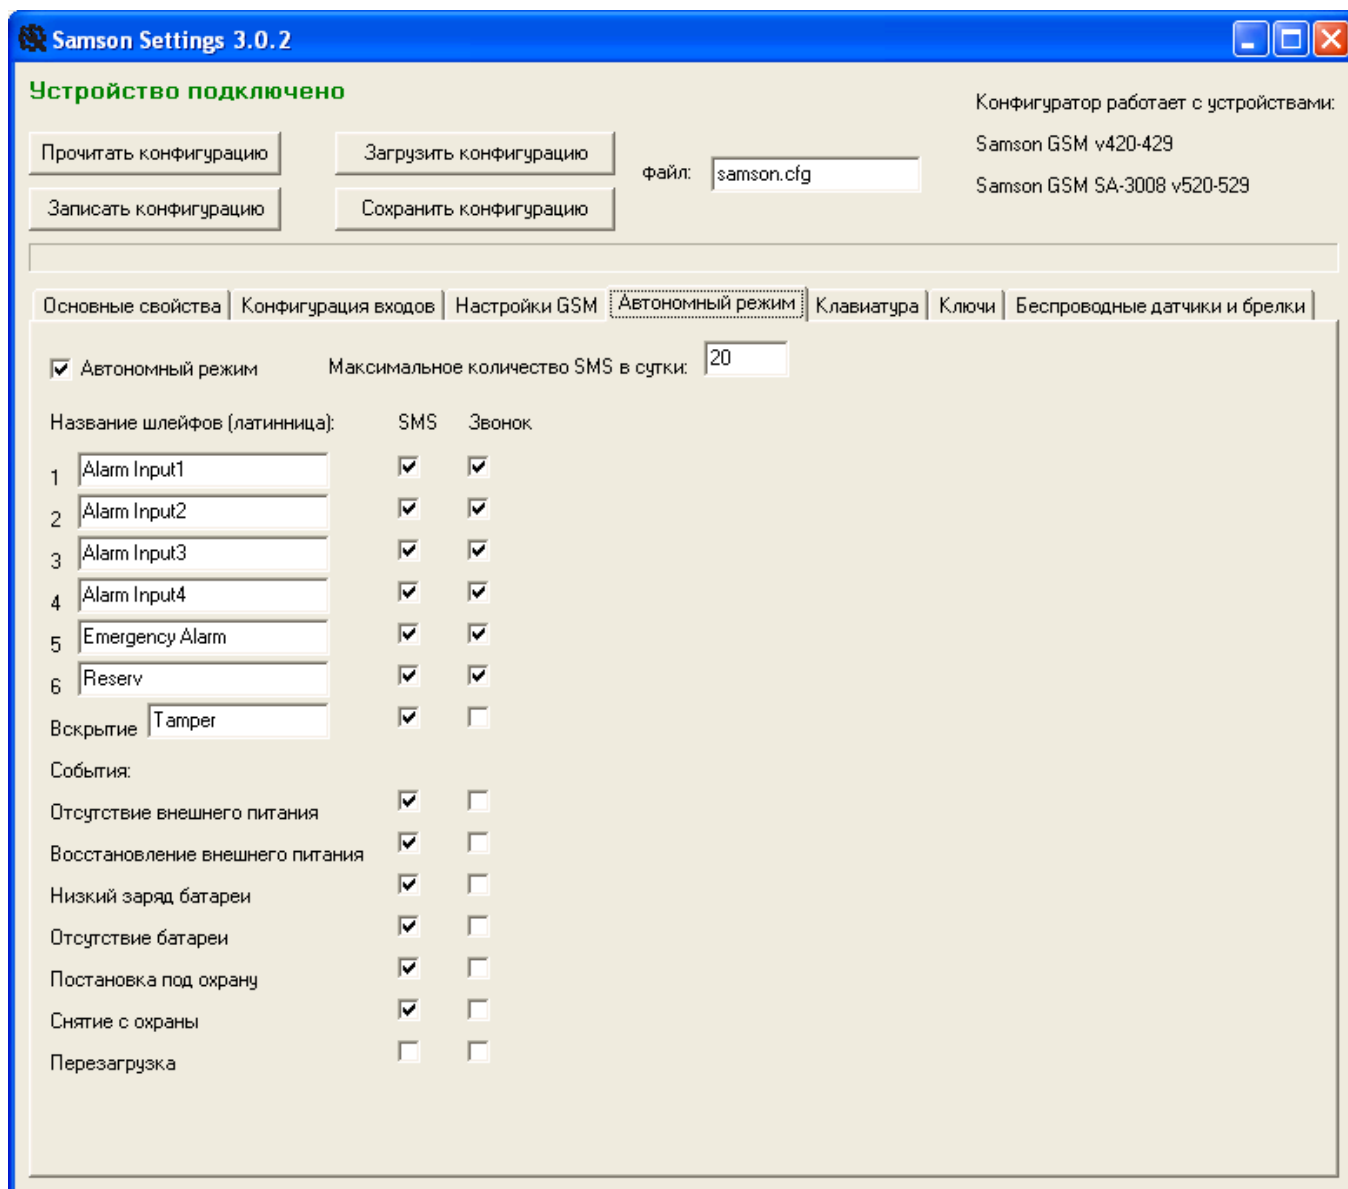 Samson Settings 3.0.2
Устройство подключено
Конфигуратор работает с устройствами:
Прочитать конфигурацию
Загрузить конфигурацию
файл:
samson.cfg
Samson GSM v420-429
Записать конфигурацию
Сохранить конфигурацию
Samson GSM SA-3008 v520-529
Основные свойства Конфигурация входов Настройки GSM Автономный режим Клавиатура Ключи Беспроводные датчики и брелки
Автономный режим Максимальное количество SMS в сутки: 20
Название шлейфов (латинница): SMS Звонок
1 Alarm Input1
2 Alarm Input2
3 Alarm Input3
4 Alarm Input4
5 Emergency Alarm
6 Reserv
Вскрытие Tamper
События:
Отсутствие внешнего питания
Восстановление внешнего питания
Низкий заряд батареи
Отсутствие батареи
Постановка под охрану
Снятие с охраны
Перезагрузка